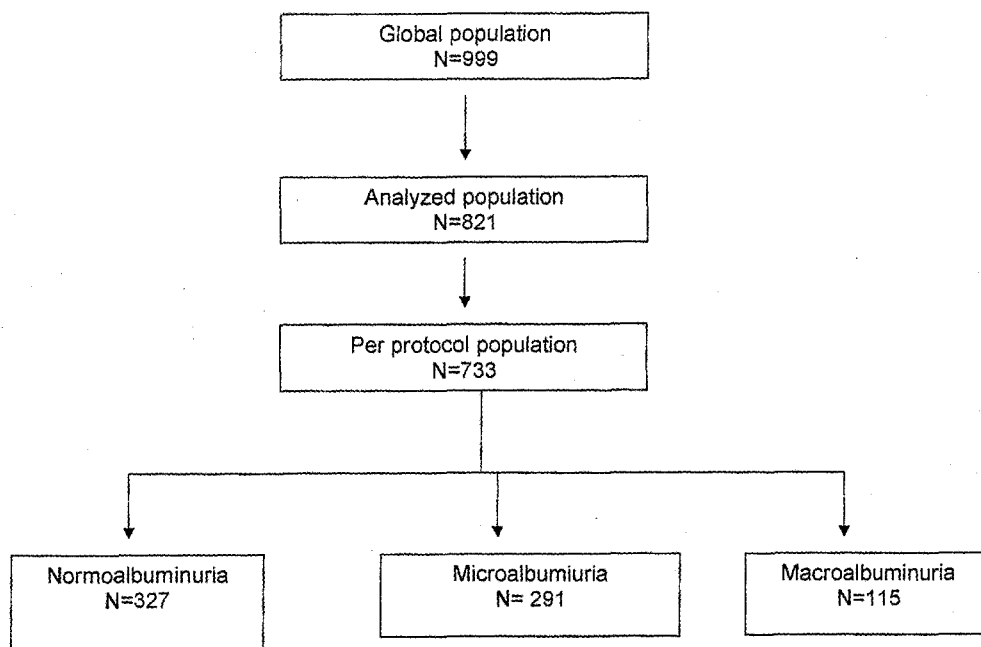 Global population
N=999
Analyzed population
N=821
Per protocol population
N=733
Normoalbuminuria
N=327
Microalbumiuria
N= 291
Macroalbuminuria
N=115